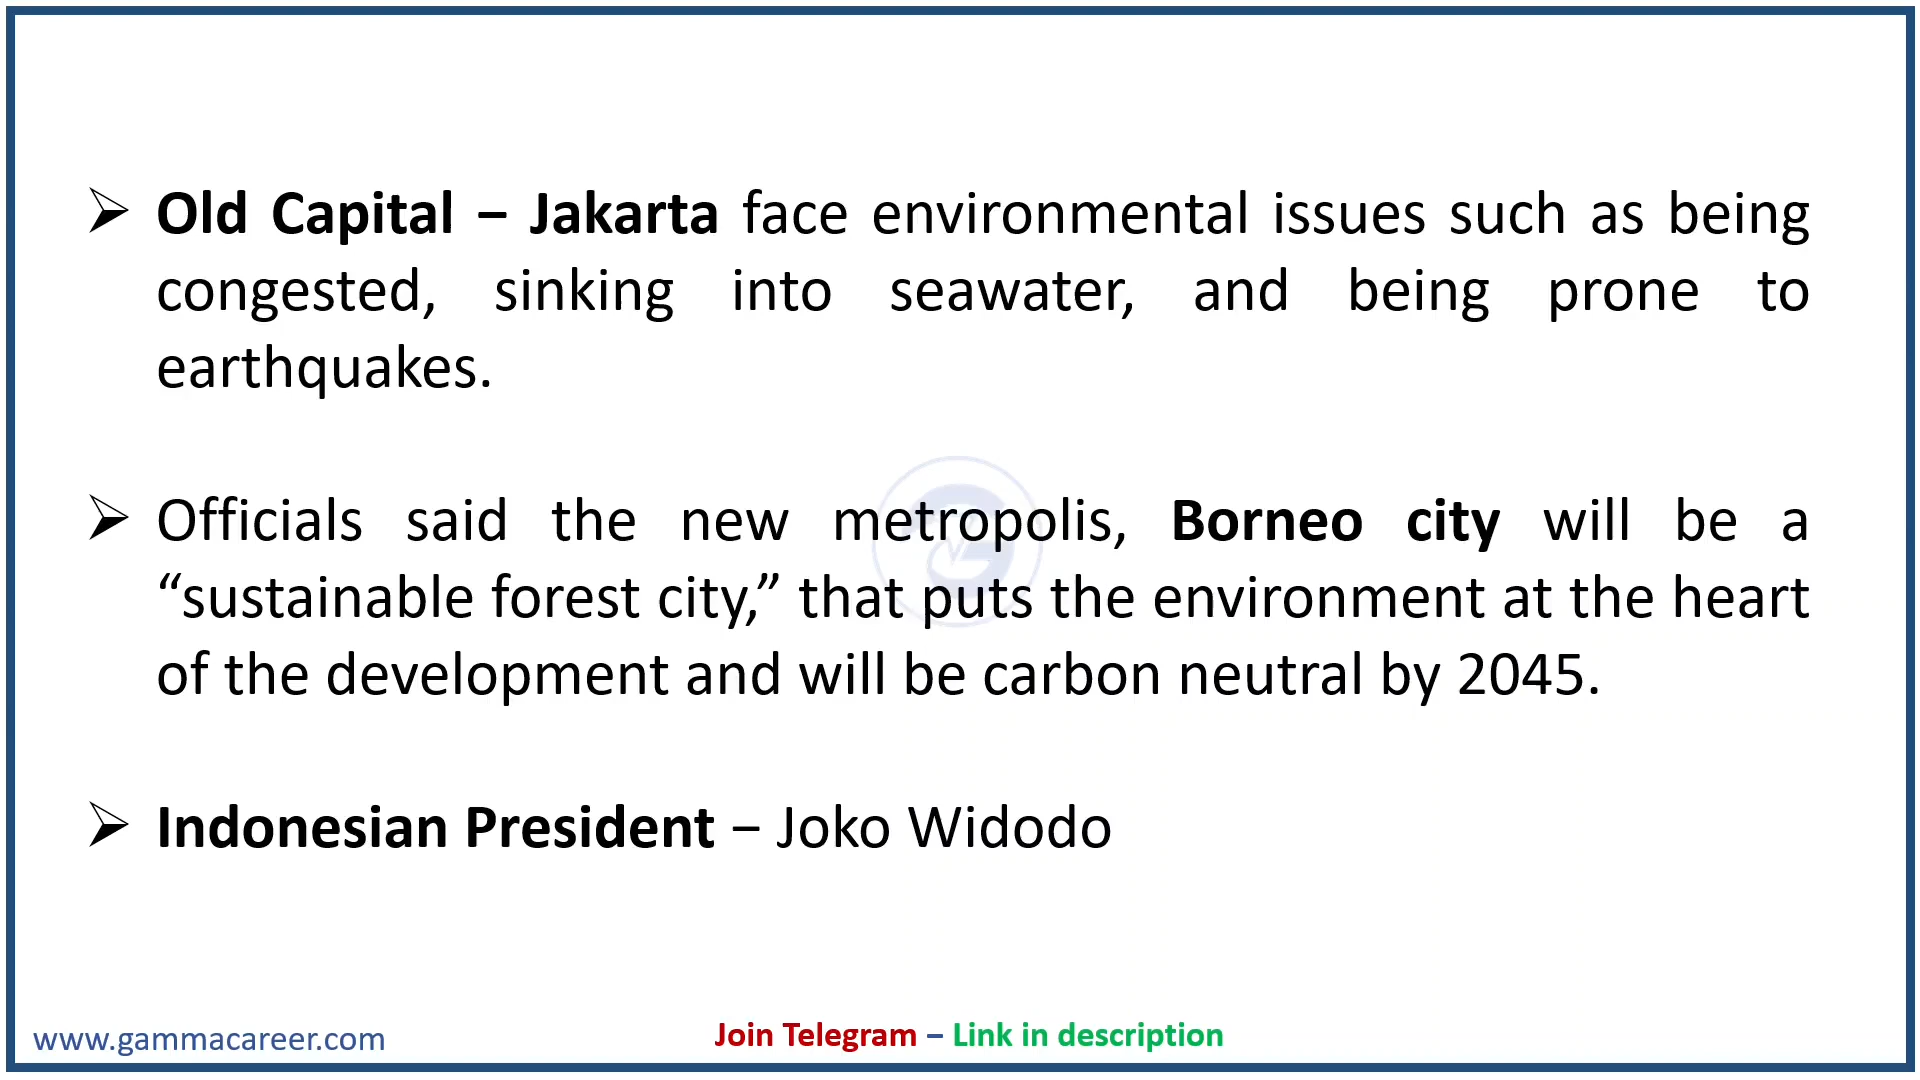 ➢ Old Capital – Jakarta face environmental issues such as being
congested, sinking into seawater, and being prone to
earthquakes.
➢ Officials said the new metropolis, Borneo city will be a
“sustainable forest city,” that puts the environment at the heart
of the development and will be carbon neutral by 2045.
➢ Indonesian President – Joko Widodo
www.gammacareer.com
Join Telegram – Link in description